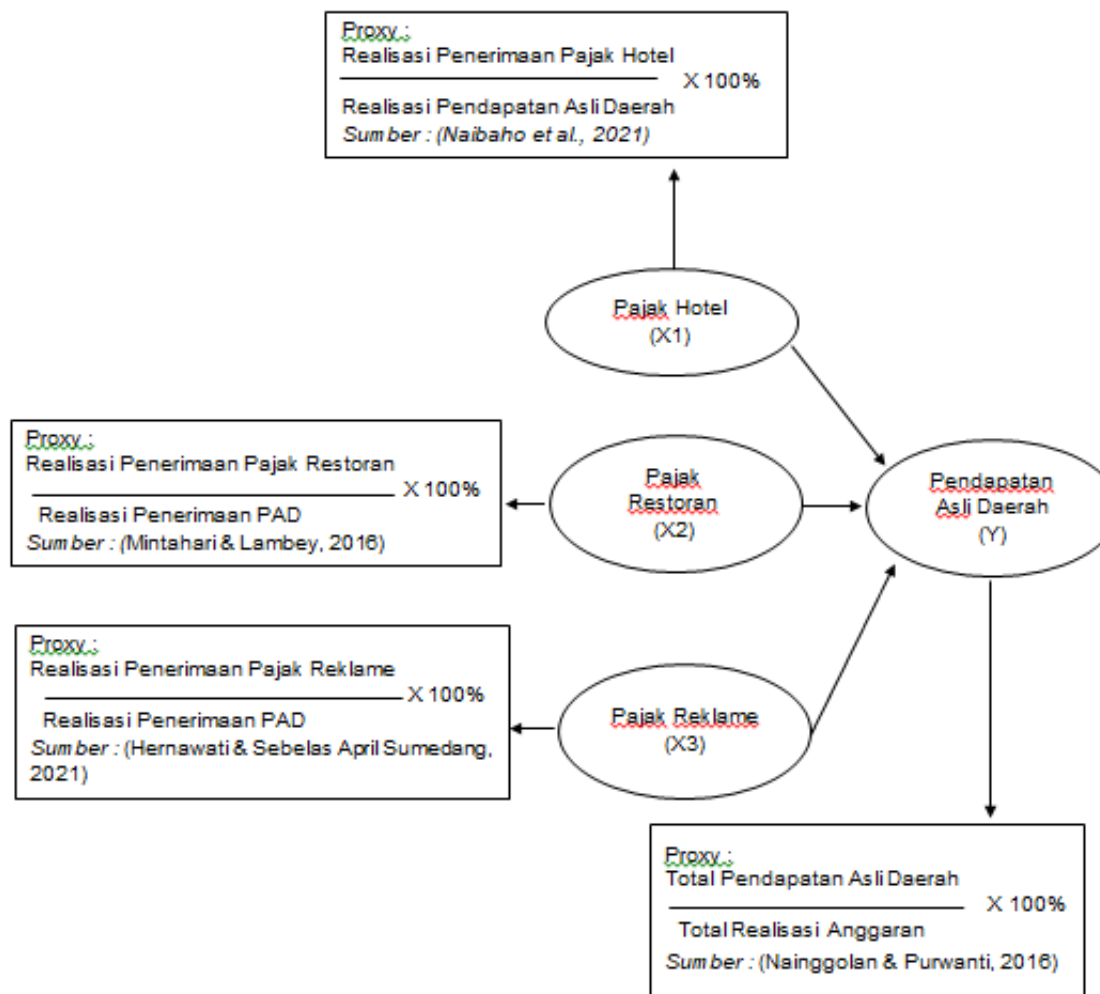 Proxy :
Realisasi Penerimaan Pajak Hotel
X 100%
Realisasi Pendapatan Asli Daerah
Sumber : (Naibaho et al., 2021)
Pajak Hotel
(X1)
Proxy :
Realisasi Penerimaan Pajak Restoran
X 100%
Realisasi Penerimaan PAD
Sumber : (Mintahari & Lambey, 2016)
Pajak
Restoran
(X2)
Pendapatan
Asli Daerah
(Y)
Proxy :
Realisasi Penerimaan Pajak Reklame
X 100%
Realisasi Penerimaan PAD
Sumber : (Hernawati & Sebelas April Sumedang,
2021)
Pajak Reklame
(X3)
Proxy :
Total Pendapatan Asli Daerah
X 100%
Total Realisasi Anggaran
Sumber : (Nainggolan & Purwanti, 2016)